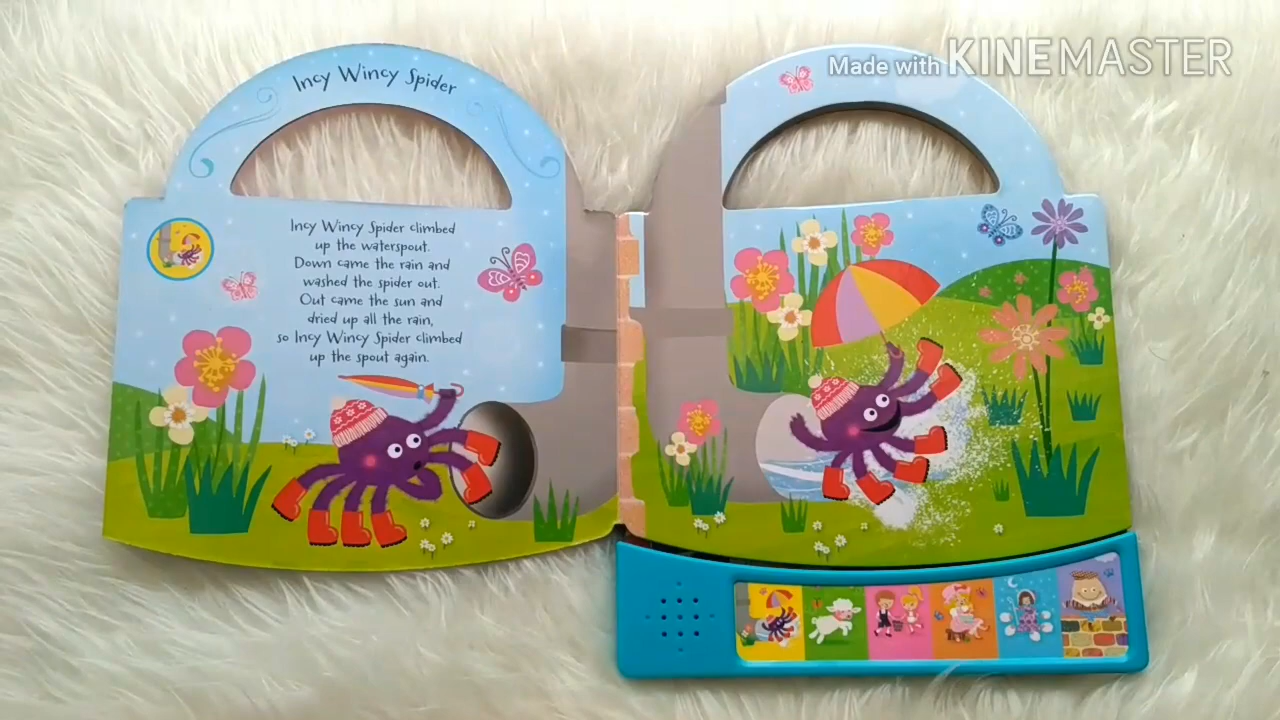 Made with KINEMASTER
Incy Wincy Spider
Incy Wincy Spider climbed
up the waterspout.
Down came the rain and
washed the spider out.
Out came the sun and
dried up all the rain,
so Incy Wincy Spider climbed
up the spout again.